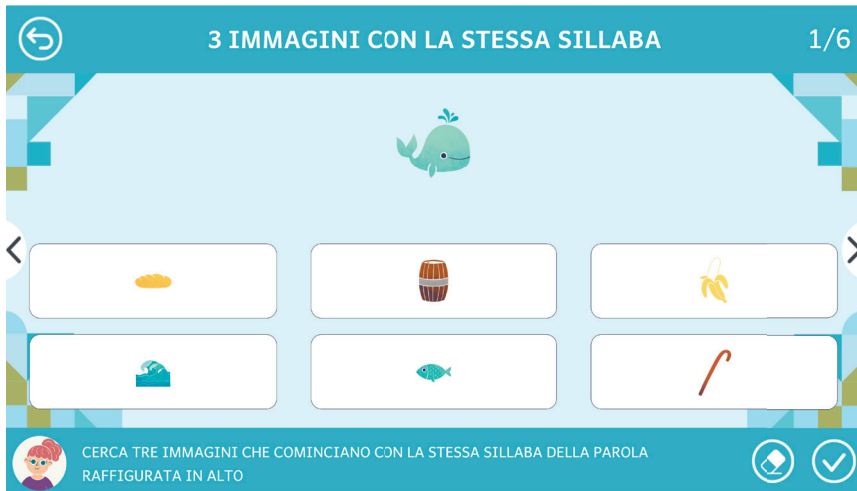 3 IMMAGINI CON LA STESSA SILLABA
1/6
CERCA TRE IMMAGINI CHE COMINCIANO CON LA STESSA SILLABA DELLA PAROLA
RAFFIGURATA IN ALTO